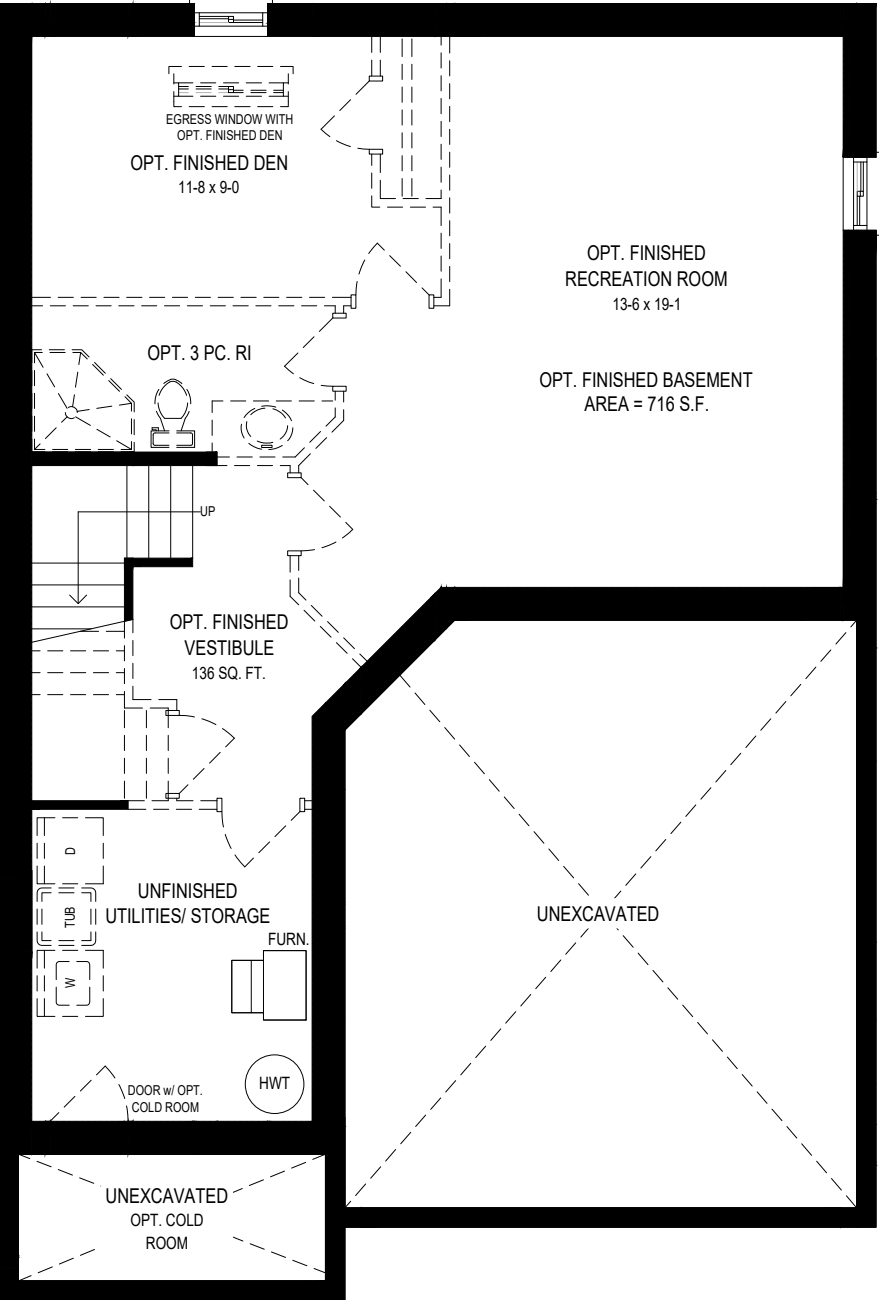 EGRESS WINDOW WITH
OPT. FINISHED DEN
OPT. FINISHED DEN
11-8 x 9-0
OPT. FINISHED
RECREATION ROOM
13-6 x 19-1
OPT. 3 PC. RI
OPT. FINISHED BASEMENT
AREA = 716 S.F.
UP
OPT. FINISHED
VESTIBULE
136 SQ. FT.
D
UNFINISHED
UTILITIES/ STORAGE
TUB
FURN.
W
UNEXCAVATED
HWT
DOOR w/ OPT.
COLD ROOM
UNEXCAVATED
OPT. COLD
ROOM